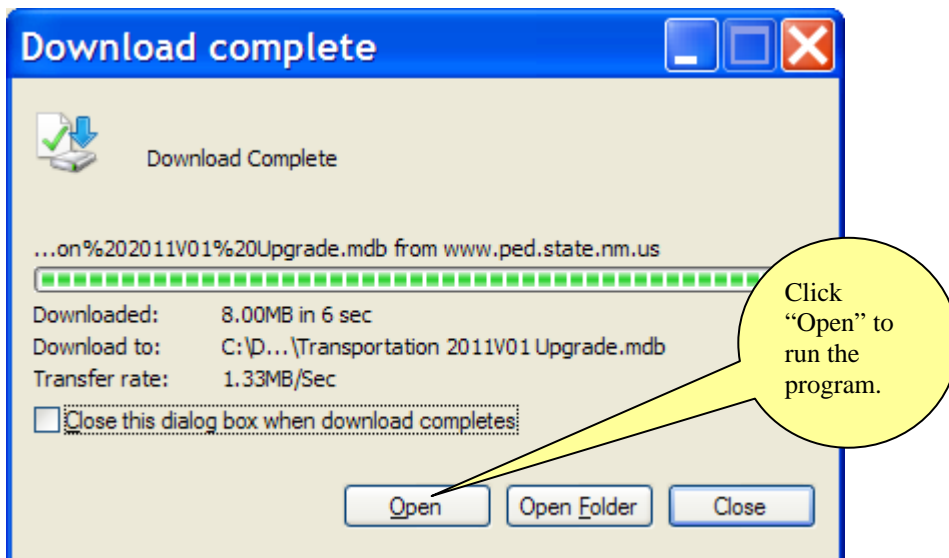 Download complete
Download Complete
...on%202011V01%20Upgrade.mdb from www.ped.state.nm.us
Downloaded: 8.00MB in 6 sec
Download to: C:\D...\Transportation 2011V01 Upgrade.mdb
Transfer rate: 1.33MB/Sec
Close this dialog box when download completes
Open Open Folder Close
Click
“Open” to
run the
program.